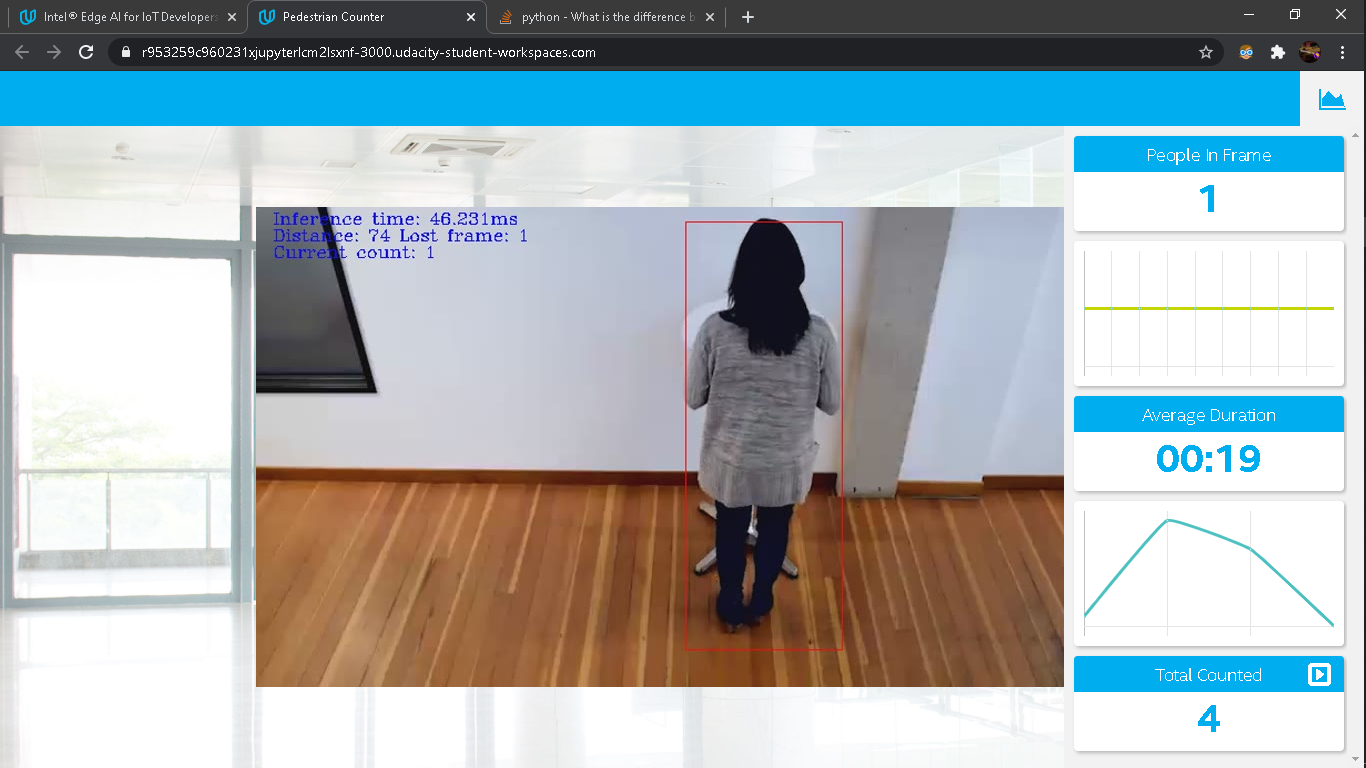 Intel® Edge AI for IoT Developers
Pedestrian Counter
python - What is the difference b
r953259c960231xjupyterlcm2lsxnf-3000.udacity-student-workspaces.com
Inference time: 46.231ms
Distance: 74 Lost frame: 1
Current count: 1
People In Frame
1
Average Duration
00:19
Total Counted
4